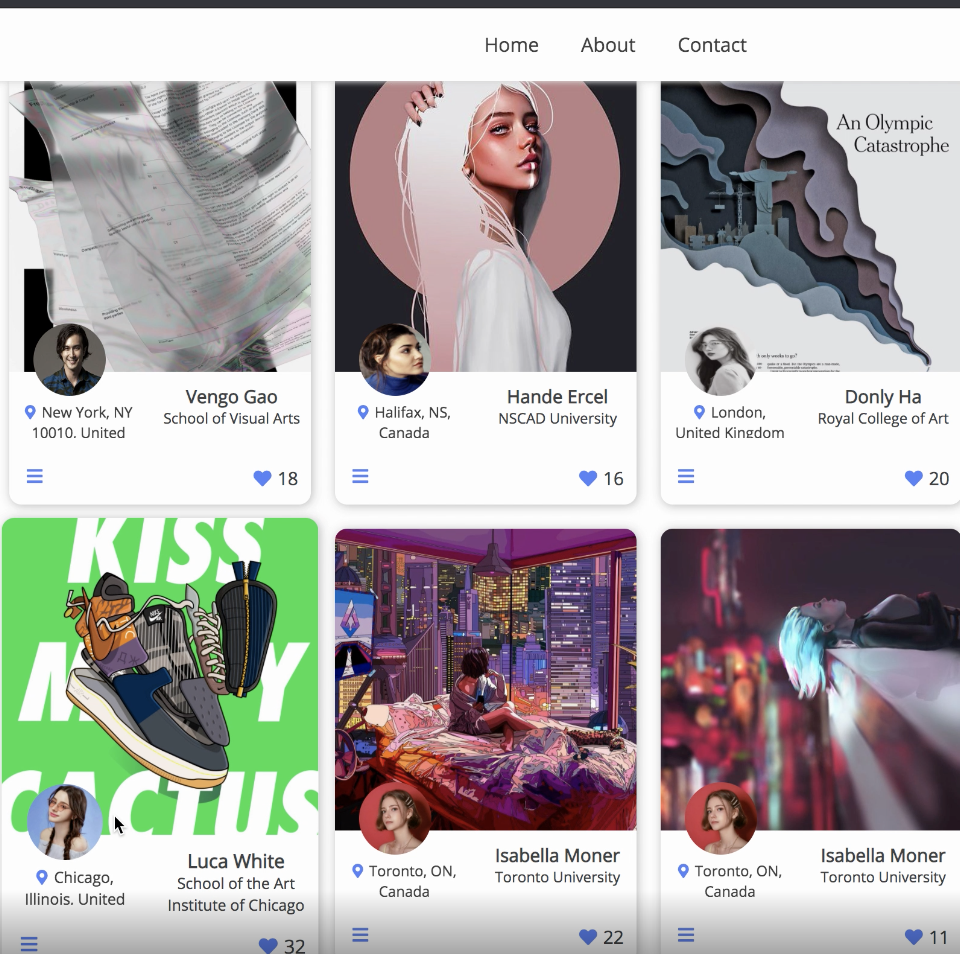 Home About Contact
An Olympic
Catastrophe
New York, NY
10010. United
Vengo Gao
School of Visual Arts
18
Halifax, NS,
Canada
Hande Ercel
NSCAD University
16
London,
United Kingdom
Donly Ha
Royal College of Art
20
KISS
CACTUS
Chicago,
Illinois. United
Luca White
School of the Art
Institute of Chicago
32
Toronto, ON,
Canada
Isabella Moner
Toronto University
22
Toronto, ON,
Canada
Isabella Moner
Toronto University
11